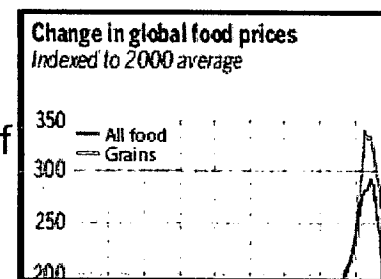 Change in global food prices
Indexed to 2000 average
f
350
All food
Grains
300
250
200